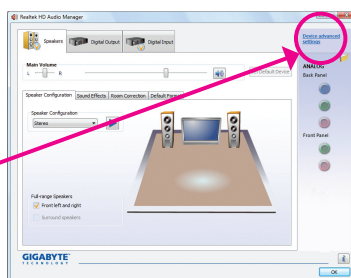 Realtek HD Audio Manager
Device advanced settings
Speakers
Digital Output
Digital Input
Main Volume
L
R
Default Device
ANALOG
Back Panel
Speaker Configuration
Sound Effects
Room Correction
Default Format
Speaker Configuration
Stereo
Front Panel
Full-range Speakers
Front left and right
Surround speakers
GIGABYTE
TECHNOLOGY
OK